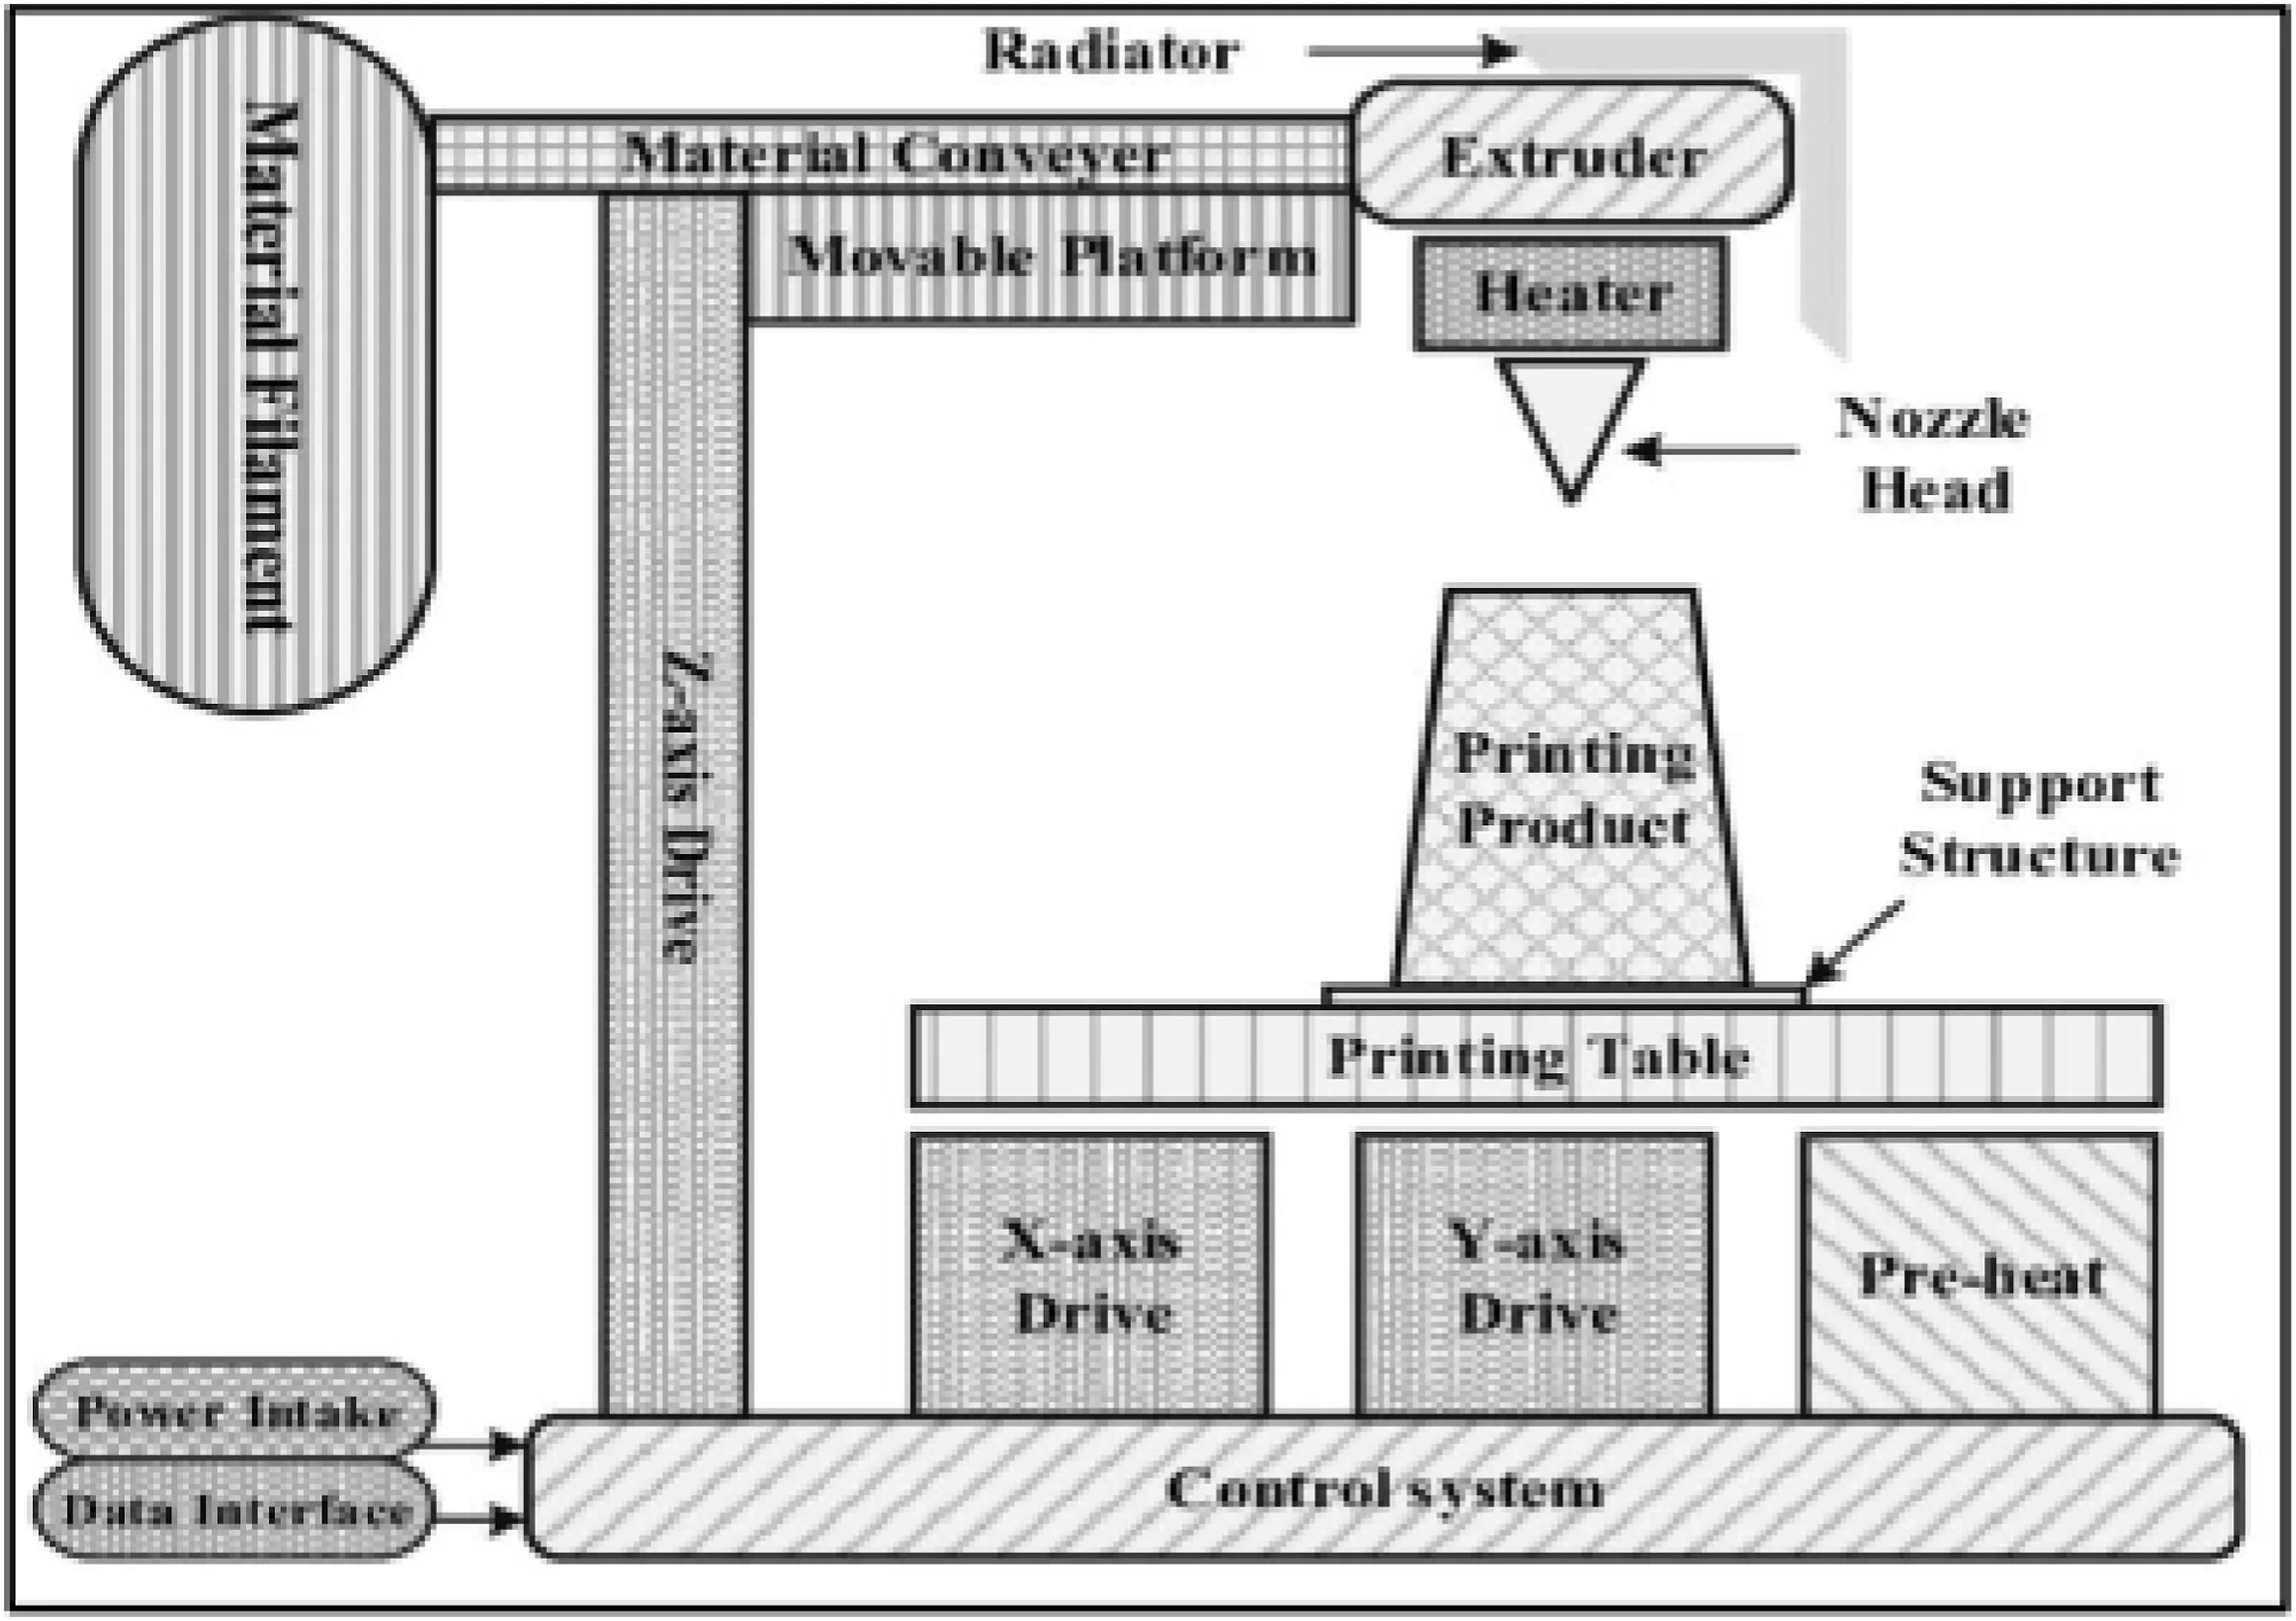 Radiator
Material Conveyer
Extruder
Material Filament
Movable Platform
Heater
Nozzle
Head
Z-axis Drive
Printing
Product
Support
Structure
Printing Table
X-axis
Drive
Y-axis
Drive
Pre-heat
Power Intake
Data Interface
Control system